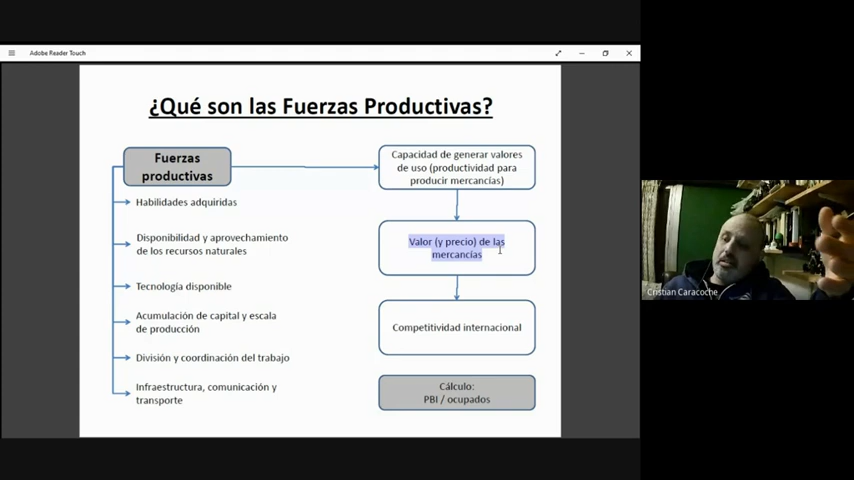 Adobe Reader Touch
¿Qué son las Fuerzas Productivas?
Fuerzas
productivas
Habilidades adquiridas
Disponibilidad y aprovechamiento
de los recursos naturales
Tecnología disponible
Acumulación de capital y escala
de producción
División y coordinación del trabajo
Infraestructura, comunicación y
transporte
Capacidad de generar valores
de uso (productividad para
producir mercancías)
Valor (y precio) de las
mercancías
Competitividad internacional
Cálculo:
PBI / ocupados
Cristian Caracoche